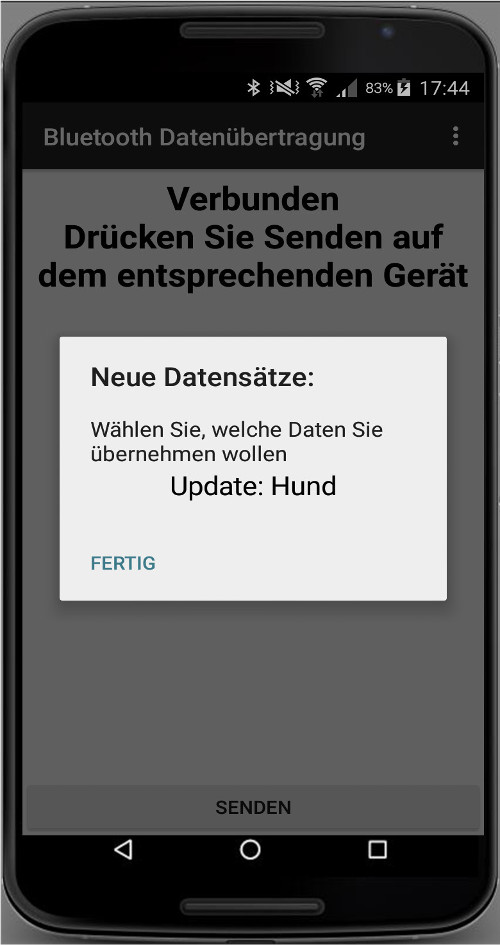 83% 17:44
Bluetooth Datenübertragung
Verbunden
Drücken Sie Senden auf
dem entsprechenden Gerät
Neue Datensätze:
Wählen Sie, welche Daten Sie
übernehmen wollen
Update: Hund
FERTIG
SENDEN